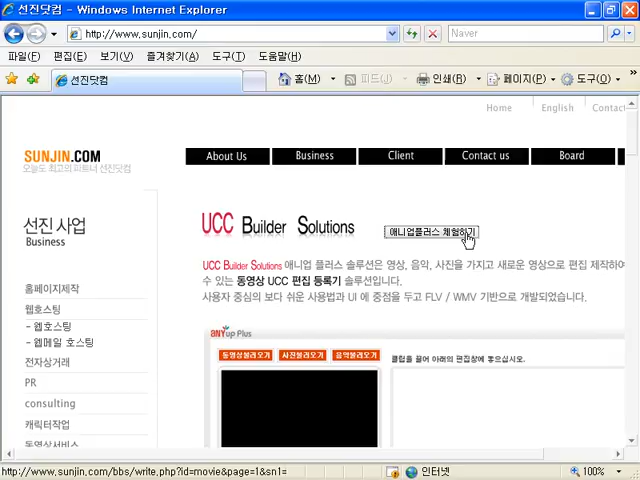 선진닷컴 - Windows Internet Explorer
http://www.sunjin.com/
Naver
파일(F) 편집(E) 보기(V) 즐겨찾기(A) 도구(T) 도움말(H)
선진닷컴
홈(M) 피드(J) 인쇄(R) 페이지(P) 도구(O) »
Home English Contact
SUNJIN.COM
오늘도 최고의 파트너 선진닷컴
About Us Business Client Contact us Board
선진 사업
Business
UCC Builder Solutions
애니업플러스 체험하기
UCC Builder Solutions 애니업 플러스 솔루션은 영상, 음악, 사진을 가지고 새로운 영상으로 편집 제작하여
수 있는 동영상 UCC 편집 등록기 솔루션입니다.
사용자 중심의 보다 쉬운 사용법과 UI 에 중점을 두고 FLV / WMV 기반으로 개발되었습니다.
홈페이지제작
웹호스팅
- 웹호스팅
- 웹메일 호스팅
전자상거래
PR
consulting
캐릭터작업
동영상서비스
anyup Plus
동영상불러오기 사진불러오기 음악불러오기
클립을 끌어 아래의 편집창에 놓으십시오.
http://www.sunjin.com/bbs/write.php?id=movie&page=1&sn1=
인터넷
100%